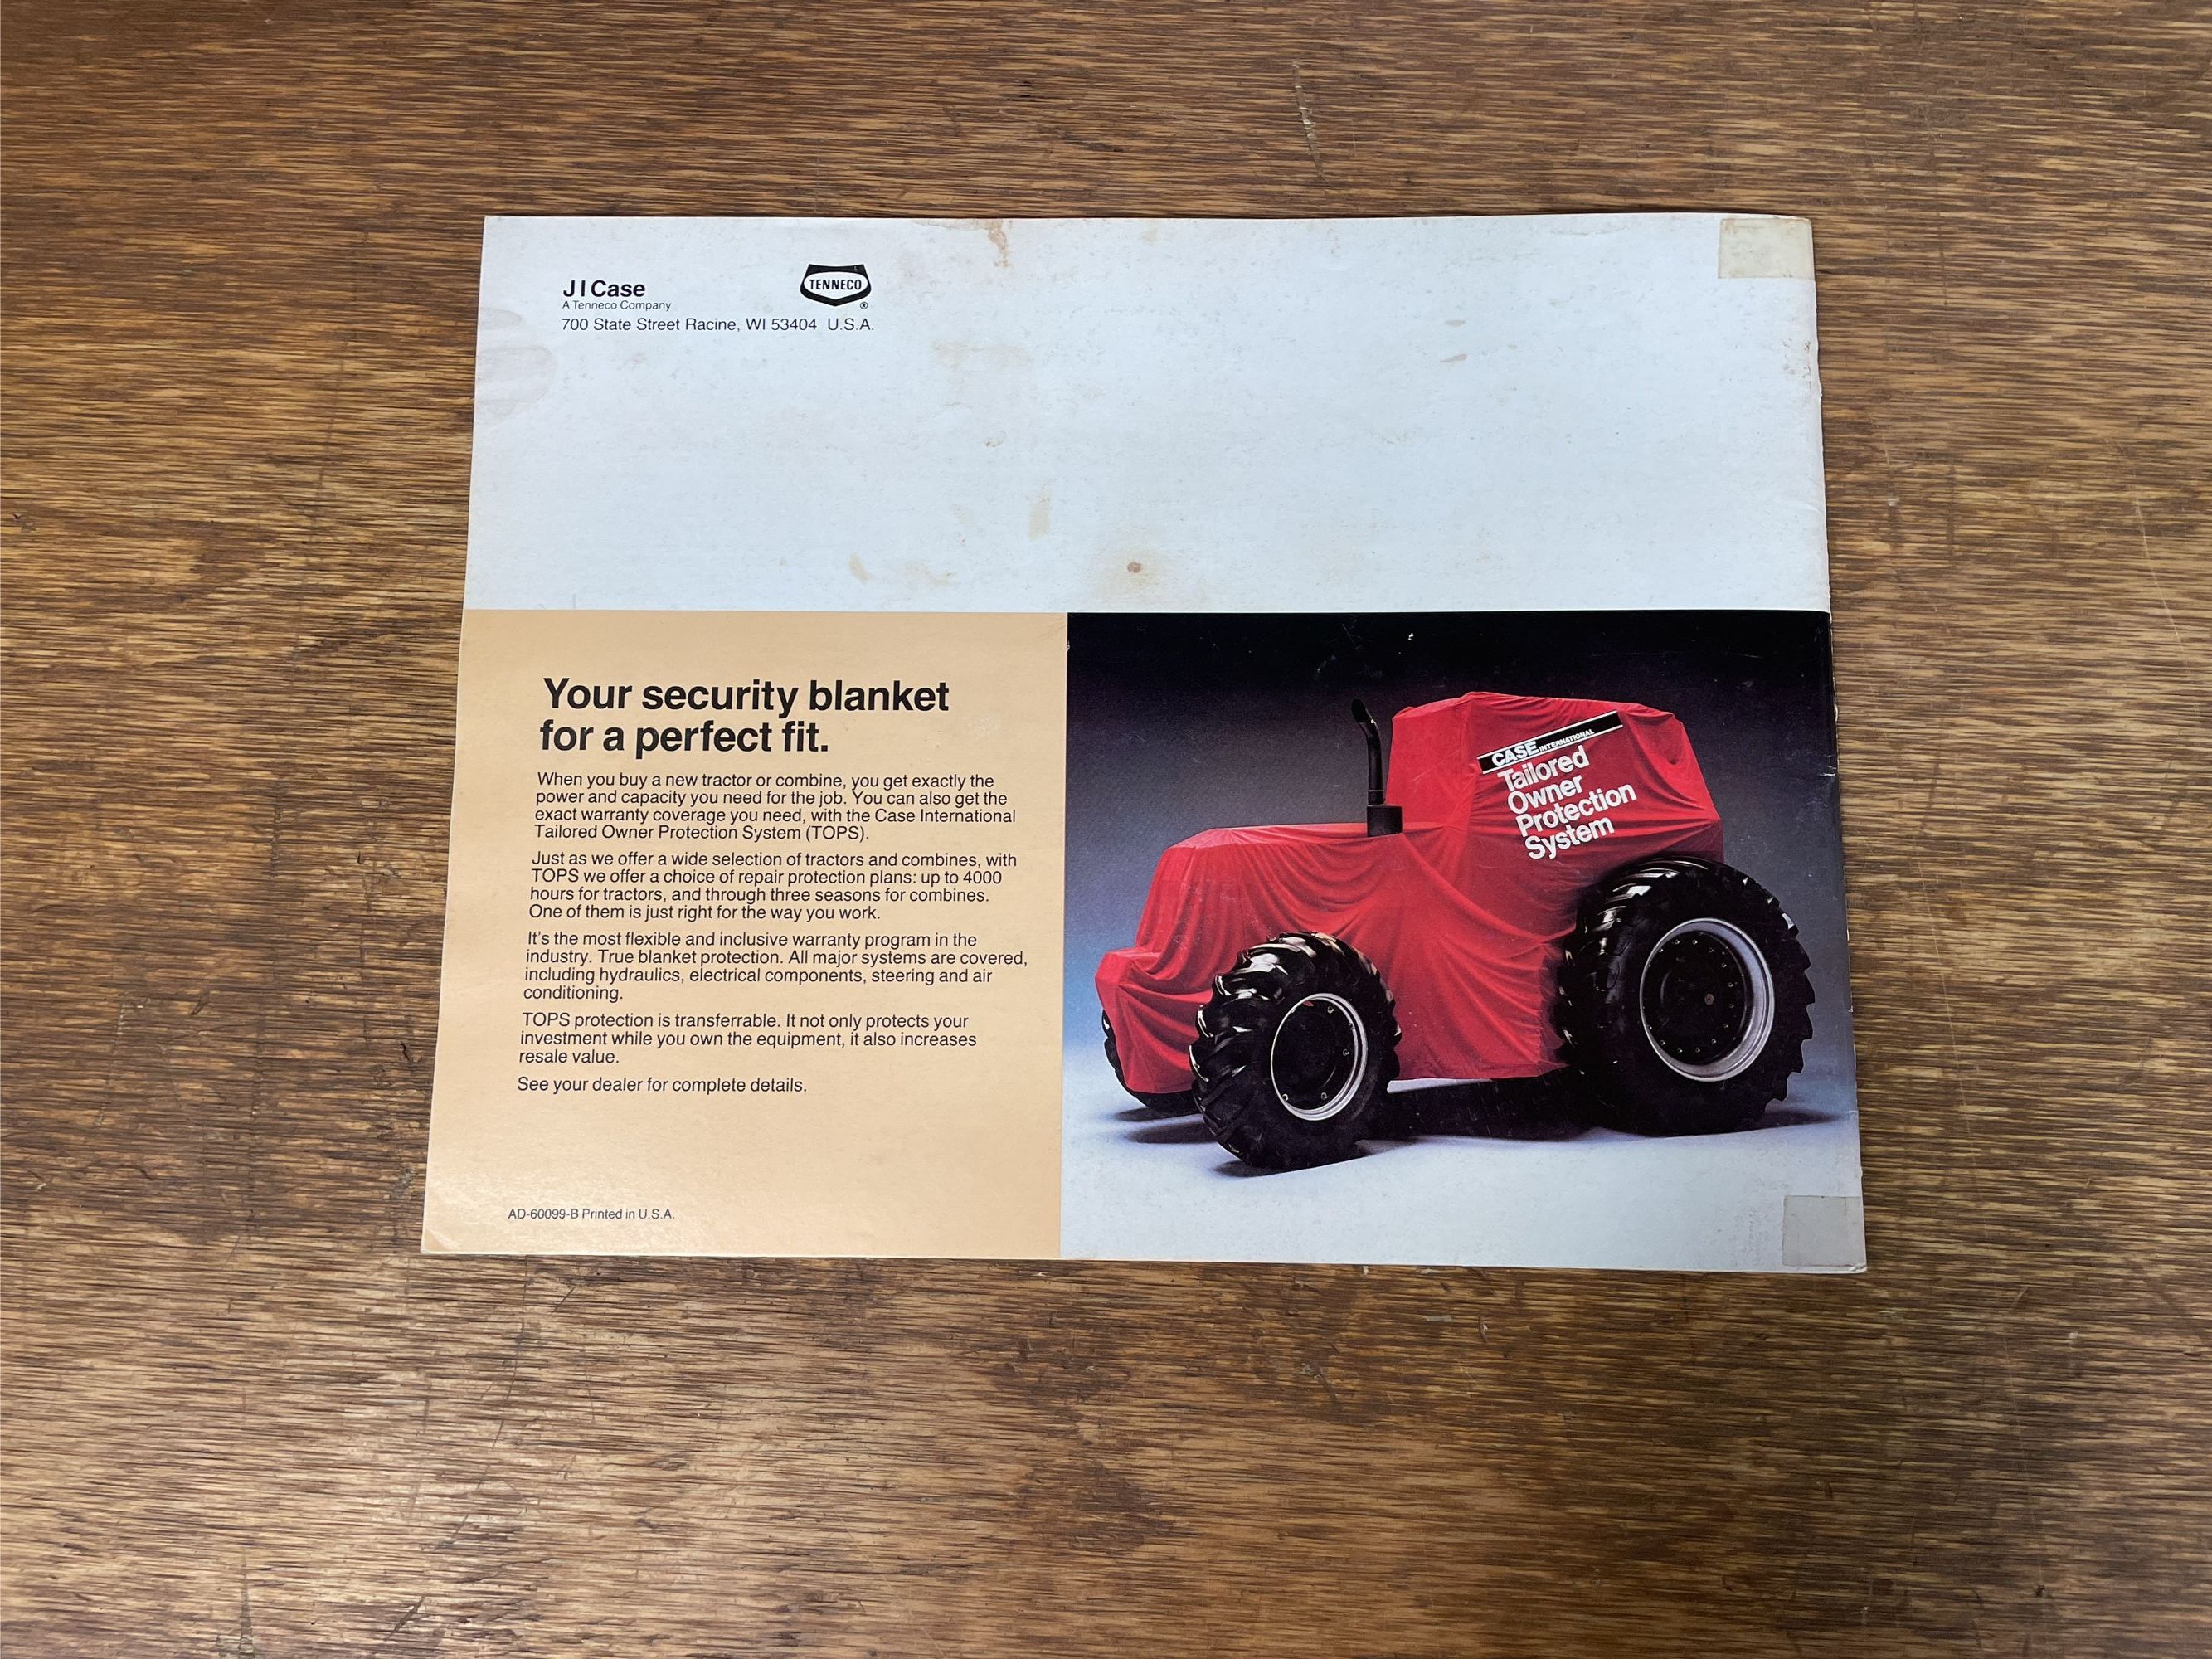 J I Case
A Tenneco Company
TENNECO
®
700 State Street Racine, WI 53404 U.S.A.
Your security blanket
for a perfect fit.
When you buy a new tractor or combine, you get exactly the
power and capacity you need for the job. You can also get the
exact warranty coverage you need, with the Case International
Tailored Owner Protection System (TOPS).
Just as we offer a wide selection of tractors and combines, with
TOPS we offer a choice of repair protection plans: up to 4000
hours for tractors, and through three seasons for combines.
One of them is just right for the way you work.
It's the most flexible and inclusive warranty program in the
industry. True blanket protection. All major systems are covered,
including hydraulics, electrical components, steering and air
conditioning.
TOPS protection is transferrable. It not only protects your
investment while you own the equipment, it also increases
resale value.
See your dealer for complete details.
AD-60099-B Printed in U.S.A.
CASE INTERNATIONAL
Tailored
Owner
Protection
System